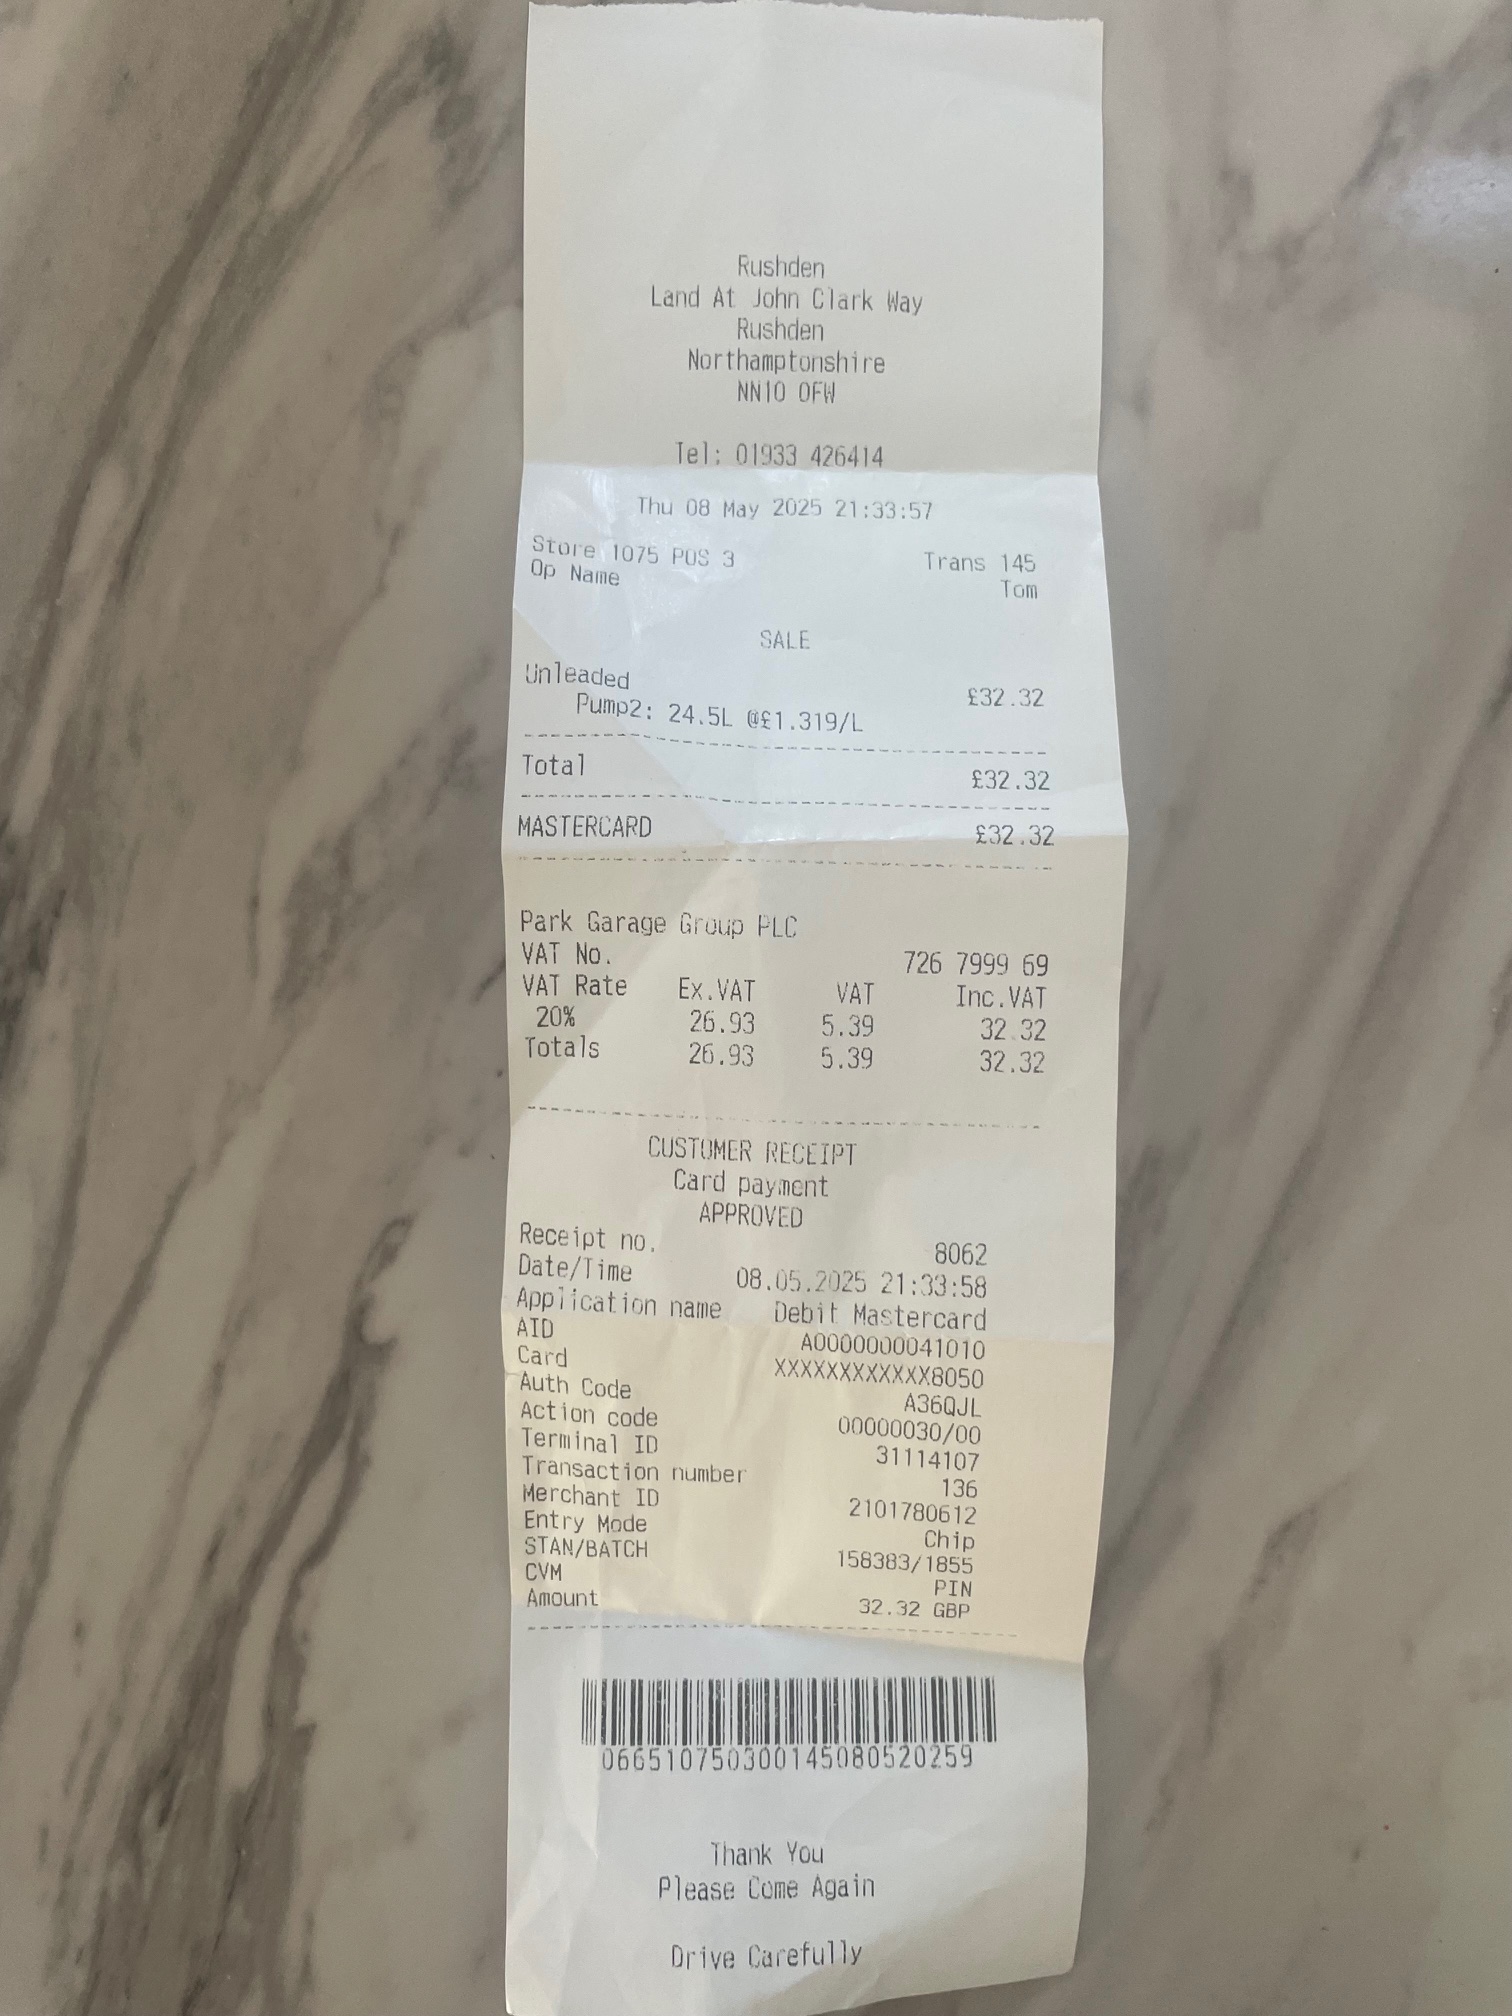 Rushden
Land At John Clark Way
Rushden
Northamptonshire
NN10 0FW
Tel: 01933 426414
Thu 08 May 2025 21:33:57
Store 1075 POS 3 Trans 145
Op Name Tom
SALE
Unleaded £32.32
Pump2: 24.5L @£1.319/L
Total £32.32
MASTERCARD £32.32
Park Garage Group PLC
VAT No. 726 7999 69
VAT Rate Ex.VAT VAT Inc.VAT
20% 26.93 5.39 32.32
Totals 26.93 5.39 32.32
CUSTOMER RECEIPT
Card payment
APPROVED
Receipt no. 8062
Date/Time 08.05.2025 21:33:58
Application name Debit Mastercard
AID A0000000041010
Card XXXXXXXXXXXX8050
Auth Code A36QJL
Action code 00000030/00
Terminal ID 31114107
Transaction number 136
Merchant ID 2101780612
Entry Mode Chip
STAN/BATCH 158383/1855
CVM PIN
Amount 32.32 GBP
0665107503001450805​20259
Thank You
Please Come Again
Drive Carefully